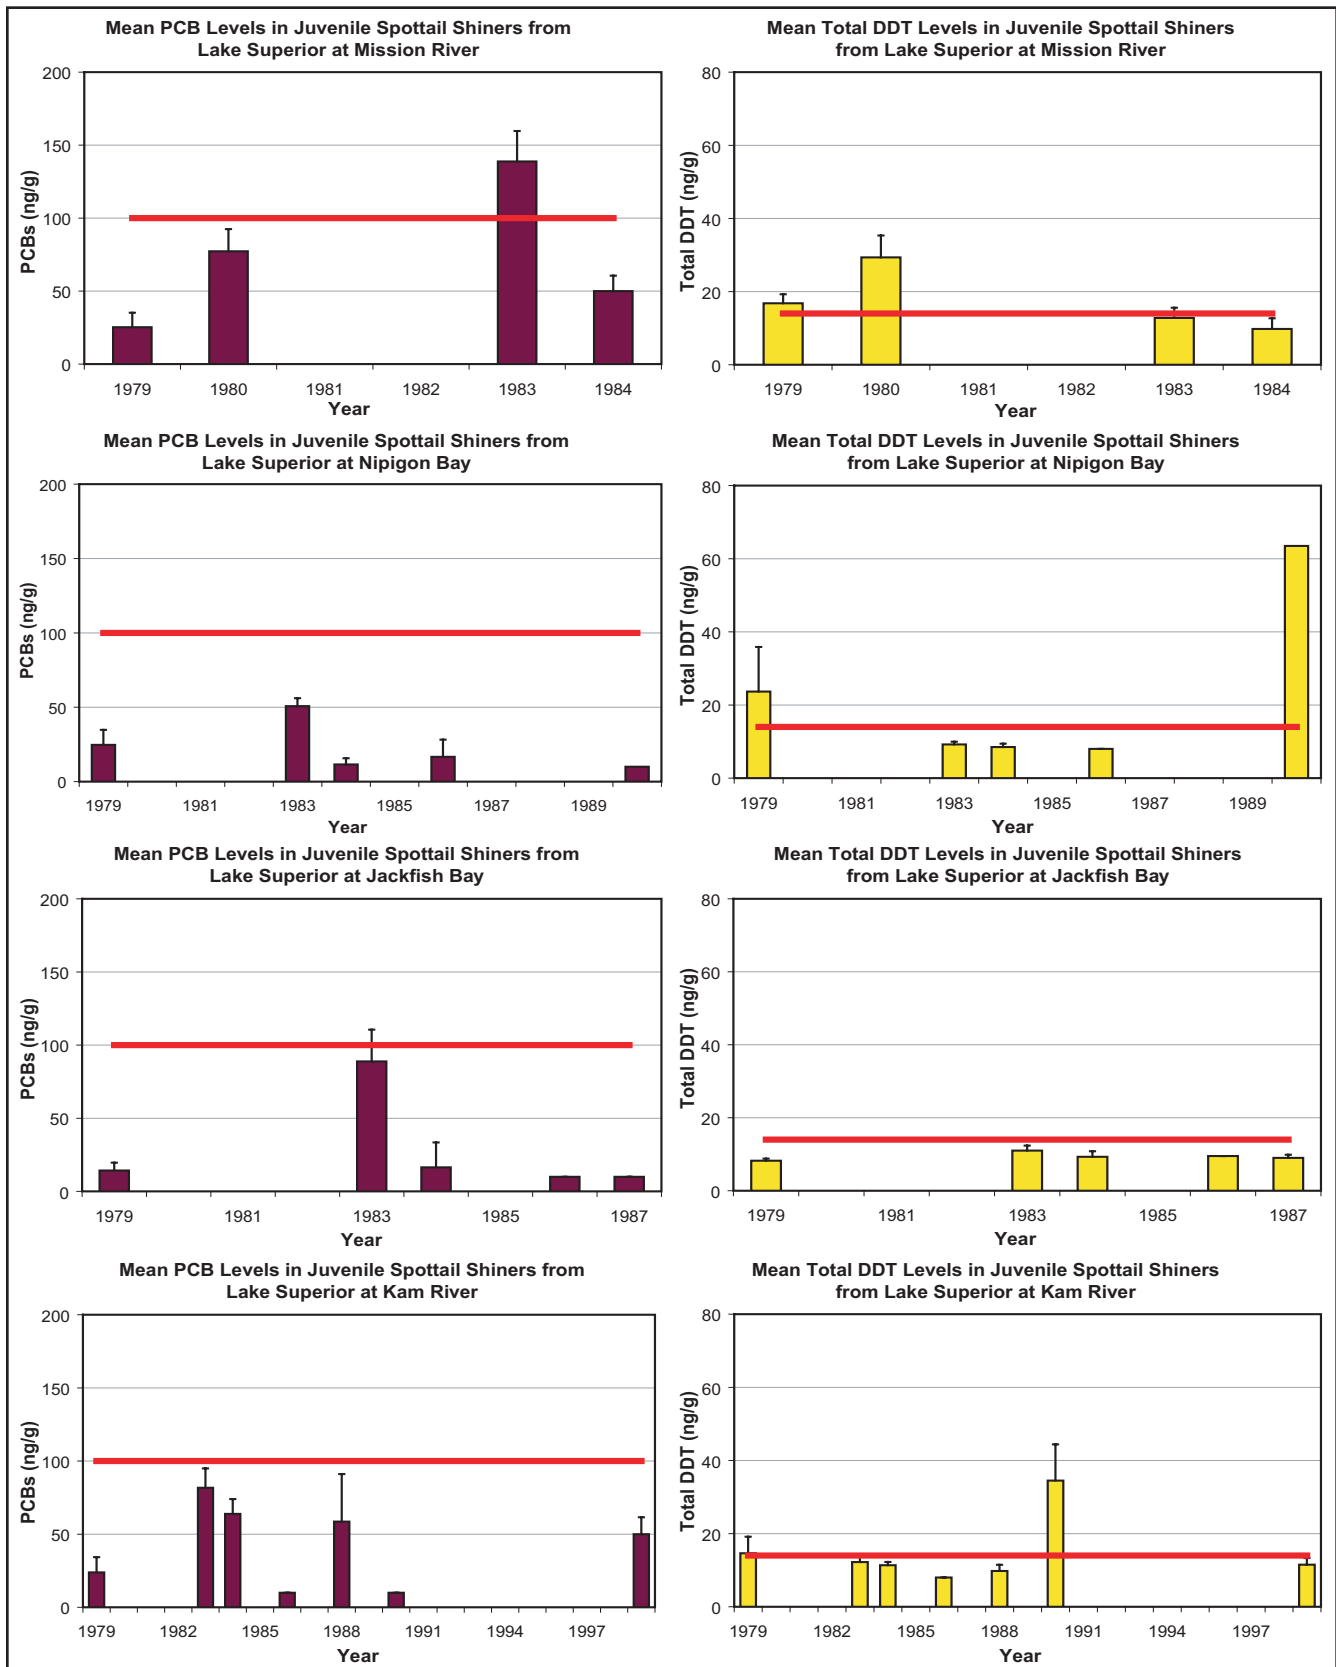 Mean PCB Levels in Juvenile Spottail Shiners from
Lake Superior at Mission River
200
150
100
50
0
PCBs (ng/g)
1979 1980 1981 1982 1983 1984
Year
Mean Total DDT Levels in Juvenile Spottail Shiners
from Lake Superior at Mission River
80
60
40
20
0
Total DDT (ng/g)
1979 1980 1981 1982 1983 1984
Year
Mean PCB Levels in Juvenile Spottail Shiners from
Lake Superior at Nipigon Bay
200
150
100
50
0
PCBs (ng/g)
1979 1981 1983 1985 1987 1989
Year
Mean Total DDT Levels in Juvenile Spottail Shiners
from Lake Superior at Nipigon Bay
80
60
40
20
0
Total DDT (ng/g)
1979 1981 1983 1985 1987 1989
Year
Mean PCB Levels in Juvenile Spottail Shiners from
Lake Superior at Jackfish Bay
200
150
100
50
0
PCBs (ng/g)
1979 1981 1983 1985 1987
Year
Mean Total DDT Levels in Juvenile Spottail Shiners
from Lake Superior at Jackfish Bay
80
60
40
20
0
Total DDT (ng/g)
1979 1981 1983 1985 1987
Year
Mean PCB Levels in Juvenile Spottail Shiners from
Lake Superior at Kam River
200
150
100
50
0
PCBs (ng/g)
1979 1982 1985 1988 1991 1994 1997
Year
Mean Total DDT Levels in Juvenile Spottail Shiners
from Lake Superior at Kam River
80
60
40
20
0
Total DDT (ng/g)
1979 1982 1985 1988 1991 1994 1997
Year